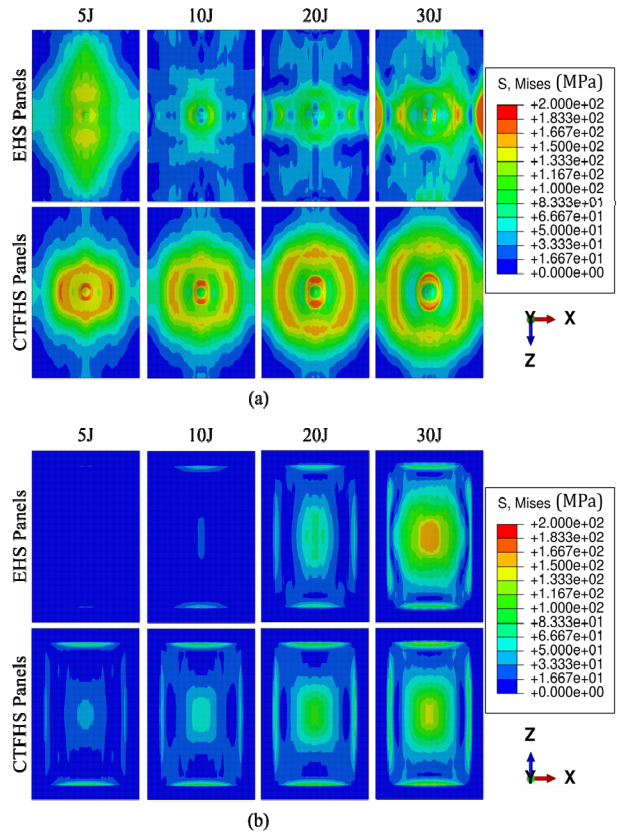 5J 10J 20J 30J
EHS Panels
CTFHS Panels
S, Mises (MPa)
+2.000e+02
+1.833e+02
+1.667e+02
+1.500e+02
+1.333e+02
+1.167e+02
+1.000e+02
+8.333e+01
+6.667e+01
+5.000e+01
+3.333e+01
+1.667e+01
+0.000e+00
Y X
Z
(a)
5J 10J 20J 30J
EHS Panels
CTFHS Panels
S, Mises (MPa)
+2.000e+02
+1.833e+02
+1.667e+02
+1.500e+02
+1.333e+02
+1.167e+02
+1.000e+02
+8.333e+01
+6.667e+01
+5.000e+01
+3.333e+01
+1.667e+01
+0.000e+00
Z
Y X
(b)